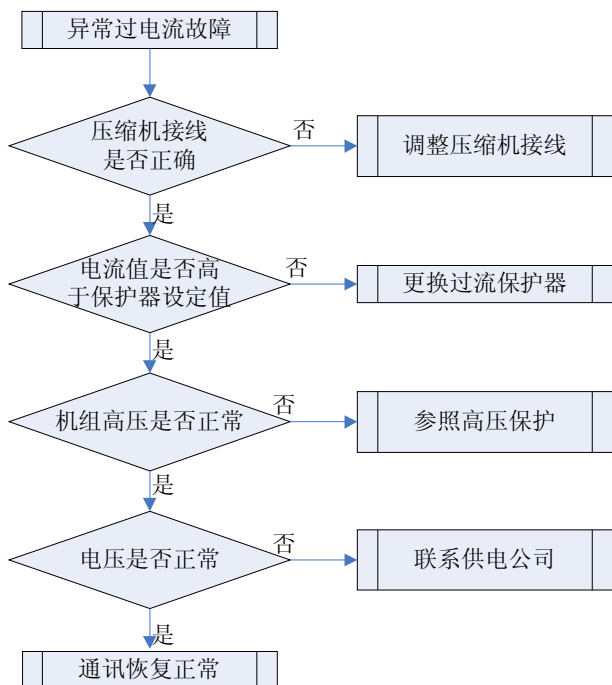 异常过电流故障
压缩机接线
是否正确
否
调整压缩机接线
是
电流值是否高
于保护器设定值
否
更换过流保护器
是
机组高压是否正常
否
参照高压保护
是
电压是否正常
否
联系供电公司
是
通讯恢复正常